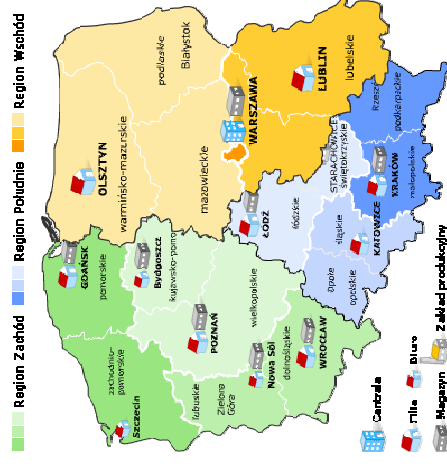 Region Zachód
Region Południe
Region Wschód
zachodnio-
pomorskie
Szczecin
GDAŃSK
pomorskie
OLSZTYN
warmińsko-mazurskie
podlaskie
Białystok
Bydgoszcz
kujawsko-pomo
lubuskie
Zielona
Góra
POZNAŃ
wielkopolskie
mazowieckie
WARSZAWA
Nowa Sól
dolnośląskie
WROCŁAW
ŁÓDŹ
łódzkie
LUBLIN
lubelskie
STARACHOWICE
świętokrzyskie
Opole
opolskie
śląskie
KATOWICE
KRAKÓW
małopolskie
Rzesz
podkarpackie
Centrala
Filia
Biuro
Magazyn
Zakład produkcyjny